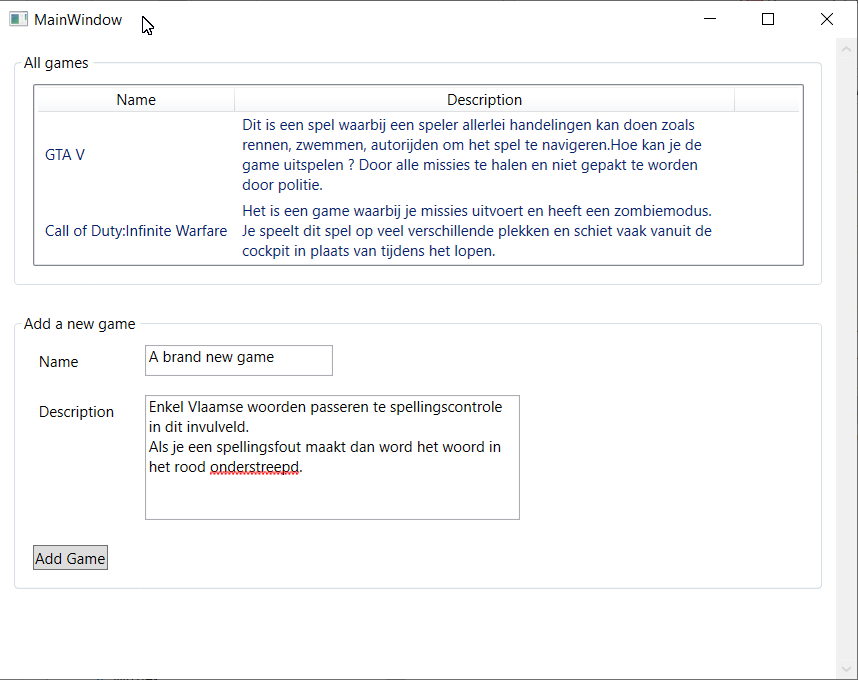 MainWindow
All games
Name Description
Dit is een spel waarbij een speler allerlei handelingen kan doen zoals
rennen, zwemmen, autorijden om het spel te navigeren.Hoe kan je de
GTA V
game uitspelen ? Door alle missies te halen en niet gepakt te worden
door politie.
Het is een game waarbij je missies uitvoert en heeft een zombiemodus.
Call of Duty:Infinite Warfare Je speelt dit spel op veel verschillende plekken en schiet vaak vanuit de
cockpit in plaats van tijdens het lopen.
Add a new game
Name A brand new game
Description Enkel Vlaamse woorden passeren te spellingscontrole
in dit invulveld.
Als je een spellingsfout maakt dan word het woord in
het rood onderstreepd.
Add Game